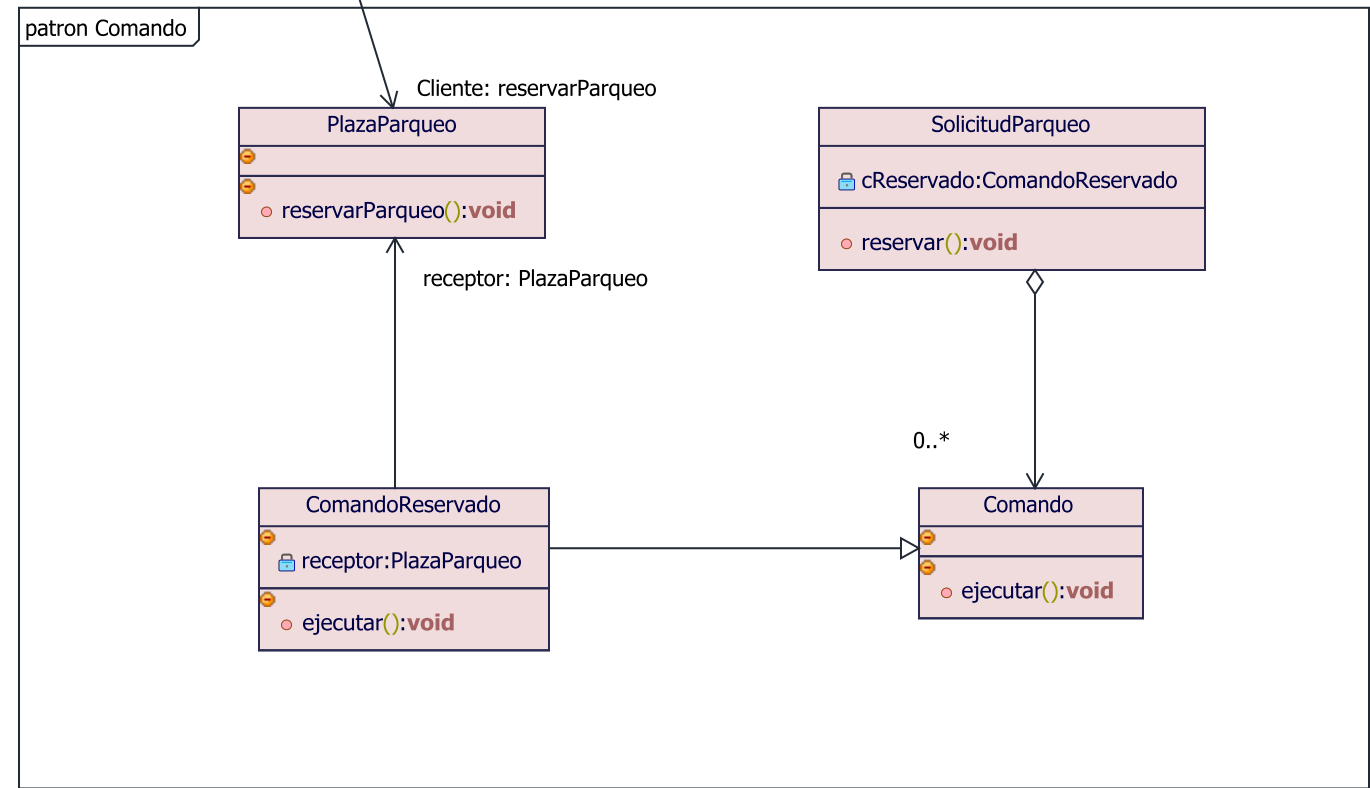 patron Comando
Cliente: reservarParqueo
PlazaParqueo
reservarParqueo():void
SolicitudParqueo
cReservado:ComandoReservado
reservar():void
receptor: PlazaParqueo
0..*
ComandoReservado
receptor:PlazaParqueo
ejecutar():void
Comando
ejecutar():void